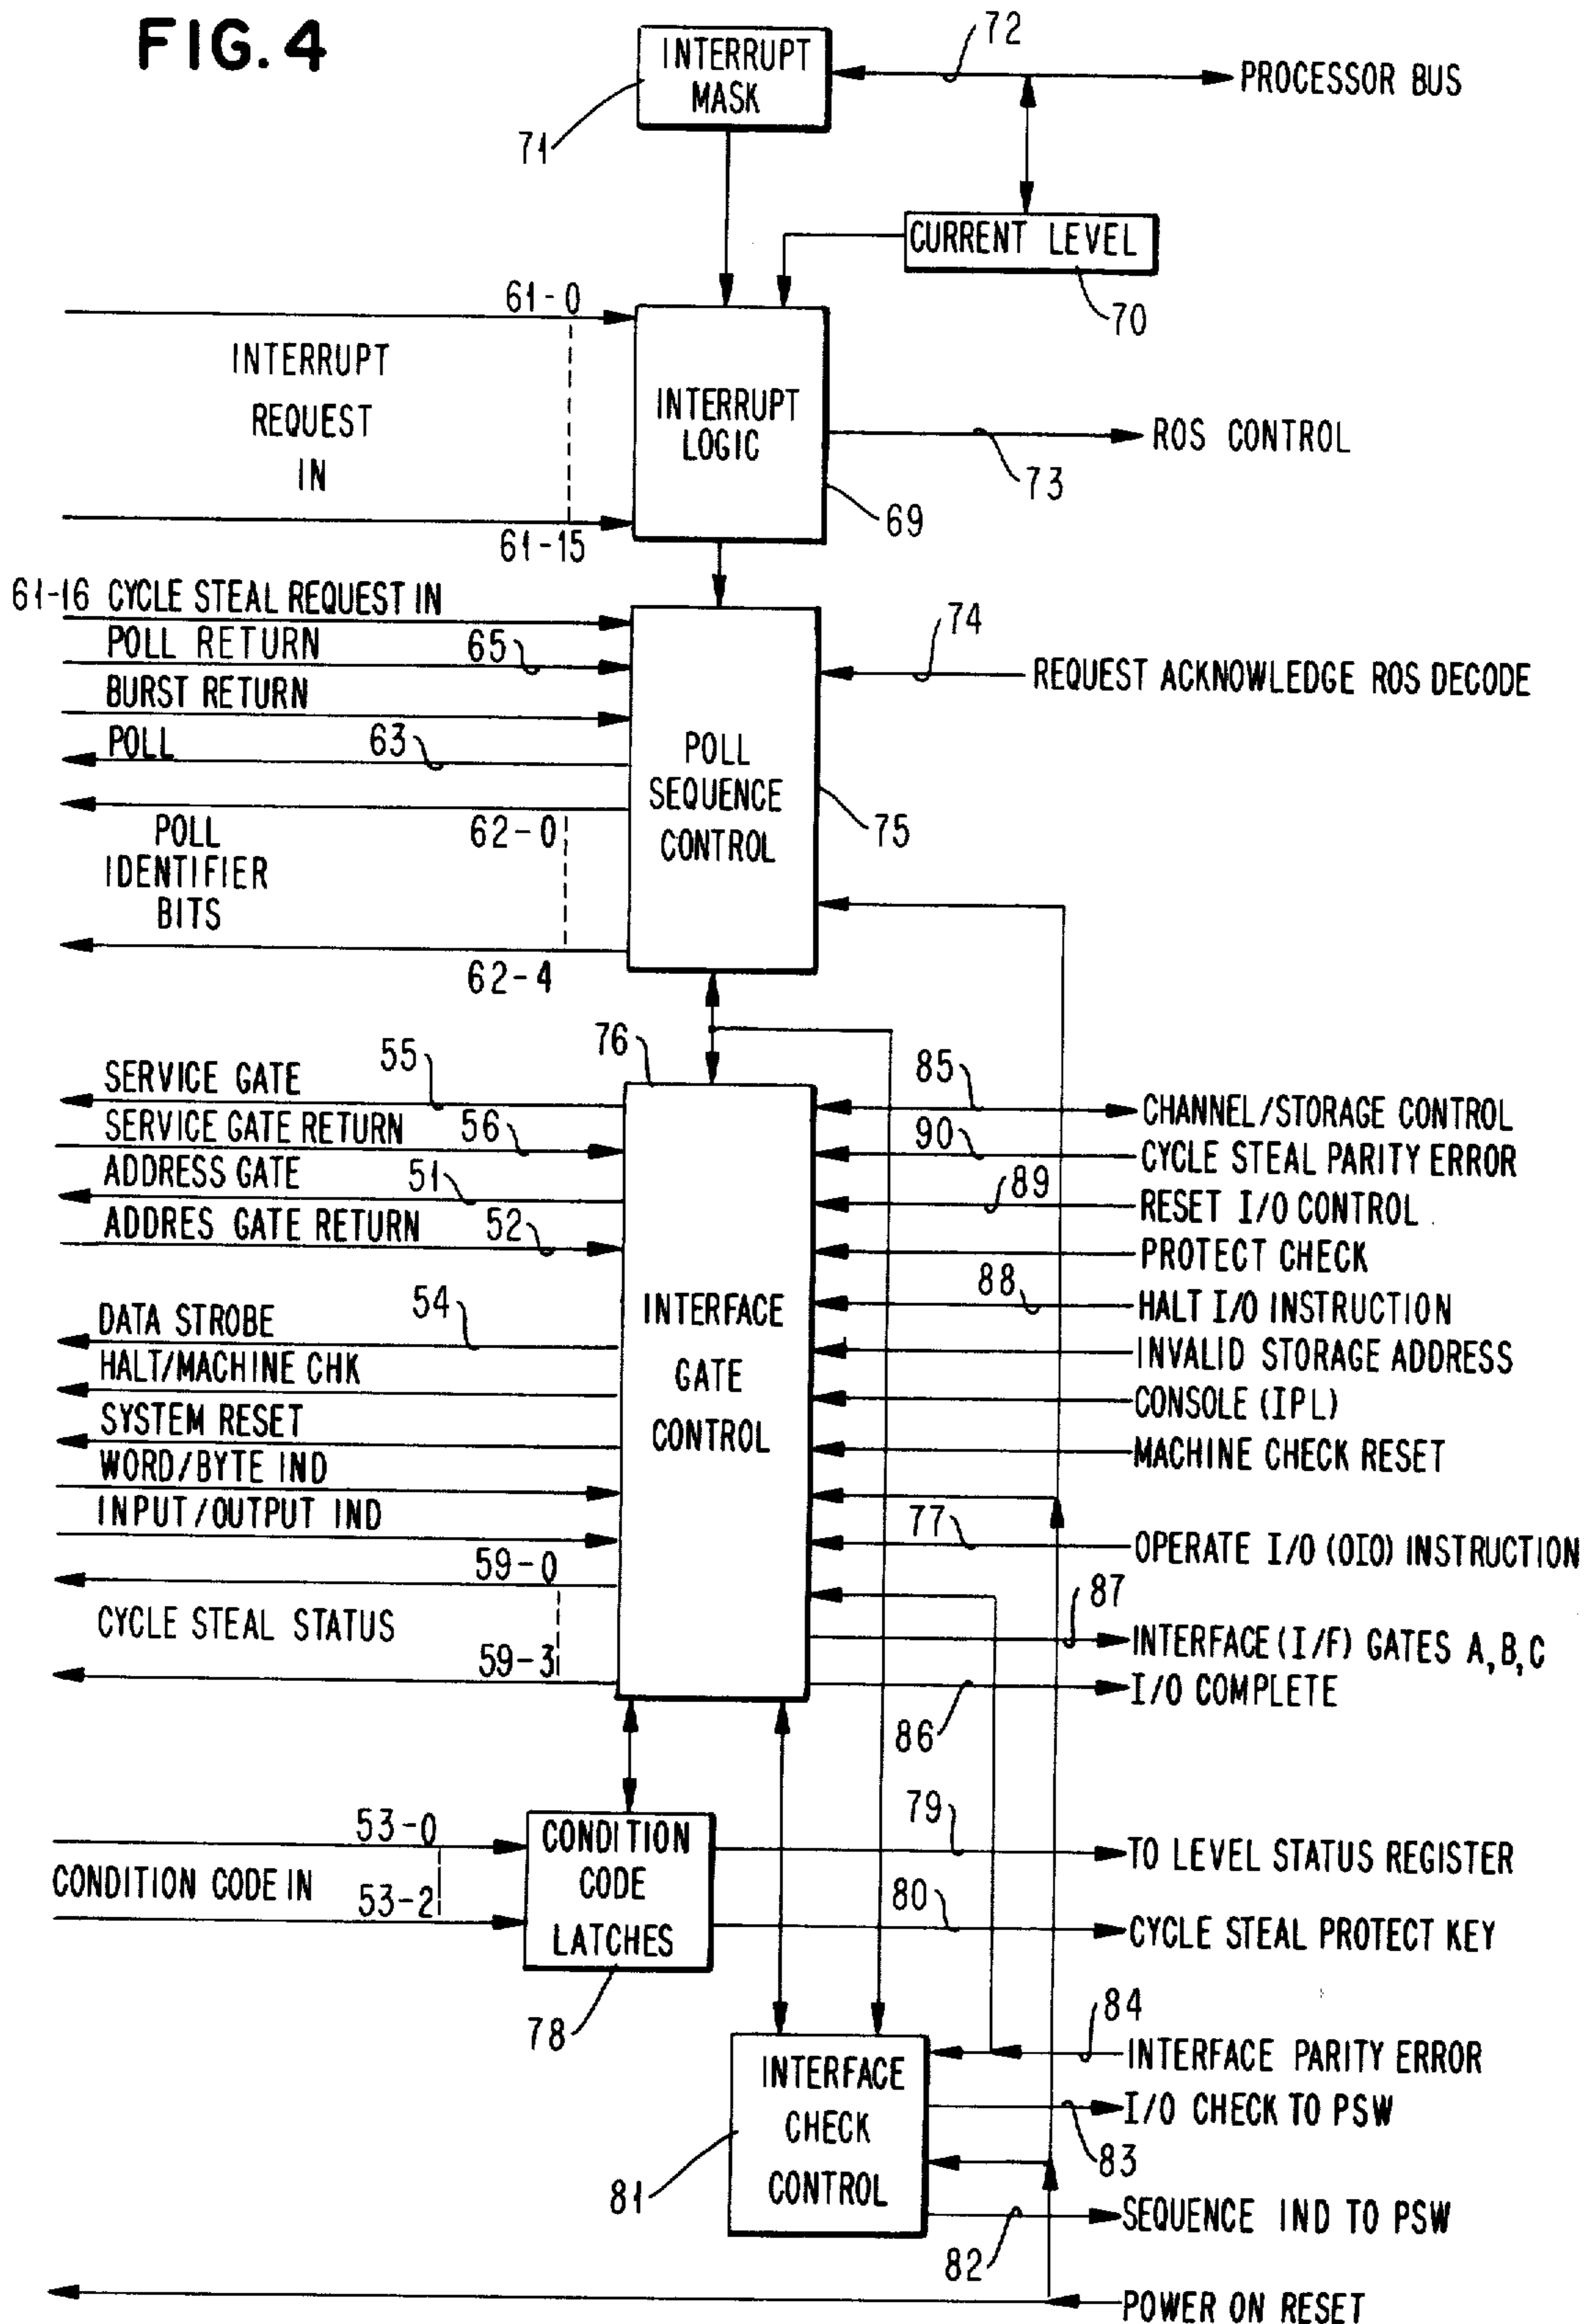 FIG. 4
INTERRUPT
MASK
71
72
PROCESSOR BUS
CURRENT LEVEL
70
61-0
INTERRUPT
REQUEST
IN
61-15
INTERRUPT
LOGIC
69
73
ROS CONTROL
61-16 CYCLE STEAL REQUEST IN
POLL RETURN
65
BURST RETURN
POLL
63
62-0
POLL
IDENTIFIER
BITS
62-4
POLL
SEQUENCE
CONTROL
75
74
REQUEST ACKNOWLEDGE ROS DECODE
76
SERVICE GATE
55
SERVICE GATE RETURN
56
ADDRESS GATE
51
ADDRES GATE RETURN
52
DATA STROBE
54
HALT/MACHINE CHK
SYSTEM RESET
WORD/BYTE IND
INPUT/OUTPUT IND
59-0
CYCLE STEAL STATUS
59-3
INTERFACE
GATE
CONTROL
85
CHANNEL/STORAGE CONTROL
90
CYCLE STEAL PARITY ERROR
89
RESET I/O CONTROL
PROTECT CHECK
88
HALT I/O INSTRUCTION
INVALID STORAGE ADDRESS
CONSOLE (IPL)
MACHINE CHECK RESET
77
OPERATE I/O (OIO) INSTRUCTION
87
INTERFACE (I/F) GATES A, B, C
86
I/O COMPLETE
53-0
CONDITION CODE IN
53-2
CONDITION
CODE
LATCHES
78
79
TO LEVEL STATUS REGISTER
80
CYCLE STEAL PROTECT KEY
INTERFACE
CHECK
CONTROL
81
84
INTERFACE PARITY ERROR
I/O CHECK TO PSW
83
SEQUENCE IND TO PSW
82
POWER ON RESET